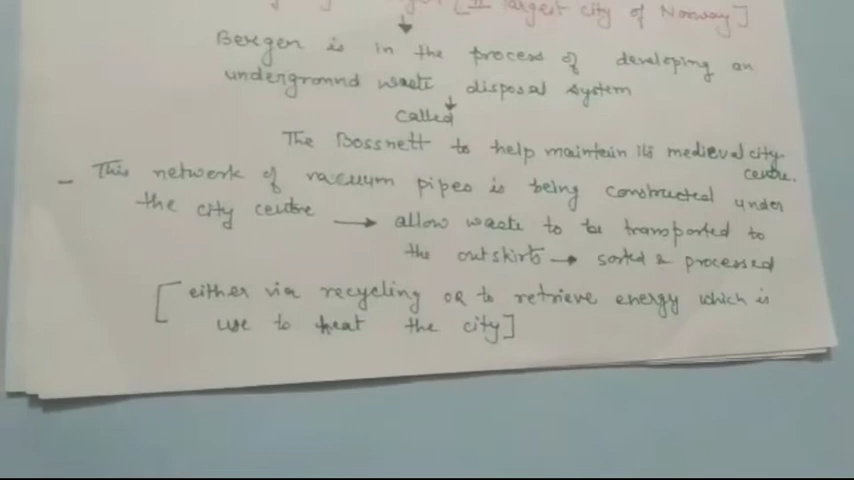 [II largest city of Norway]
↓
Bergen is in the process of developing an
underground waste disposal system
↓
called
The Bossnett to help maintain its medieval city
centre.
- This network of vacuum pipes is being constructed under
the city centre → allow waste to be transported to
the outskirts → sorted & processed
[either via recycling OR to retrieve energy which is
use to heat the city]